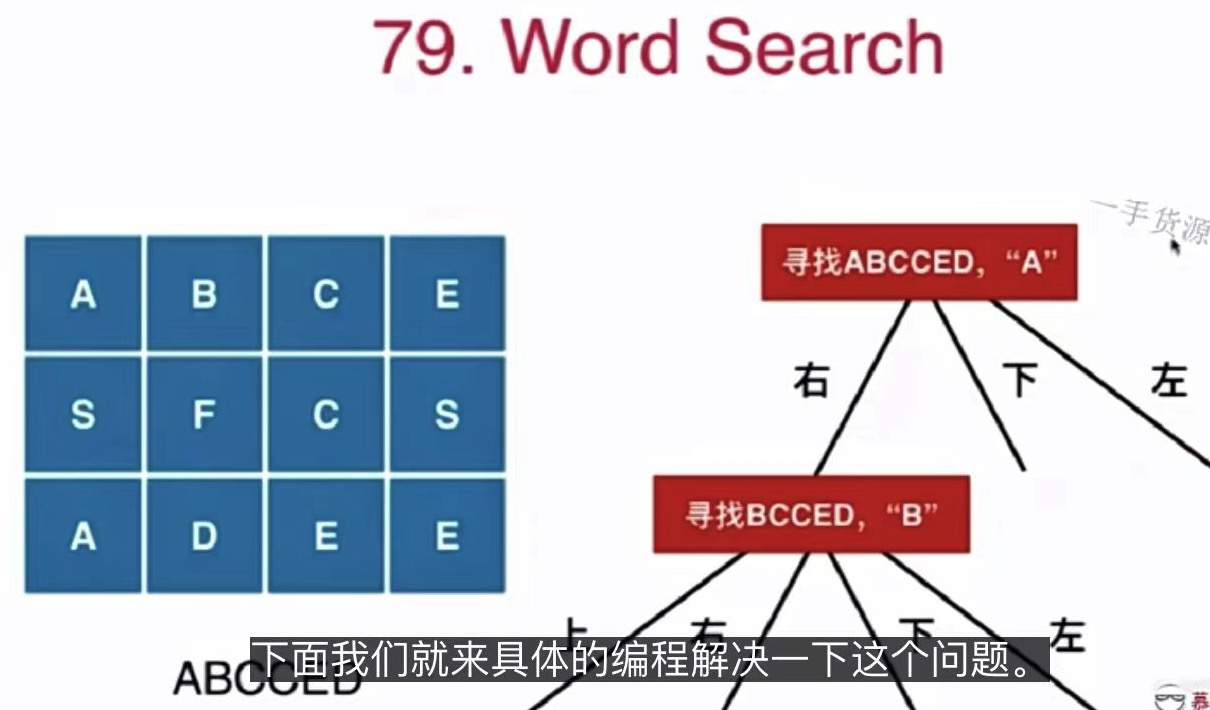 79. Word Search
一手货源
寻找ABCCED，“A”
A B C E
右 下 左
S F C S
寻找BCCED，“B”
A D E E
上 右 下 左
下面我们就来具体的编程解决一下这个问题。
ABCCED
慕